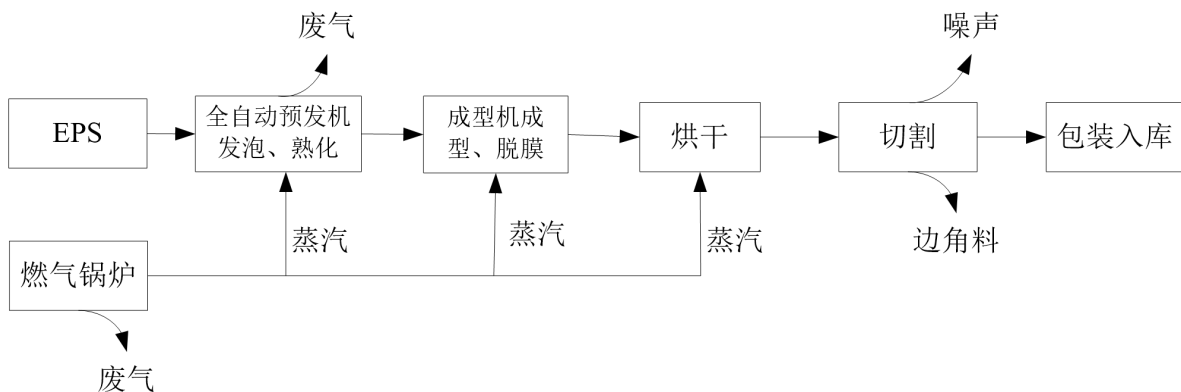 废气
噪声
EPS
全自动预发机
发泡、熟化
成型机成
型、脱膜
烘干
切割
包装入库
蒸汽
蒸汽
蒸汽
边角料
燃气锅炉
废气